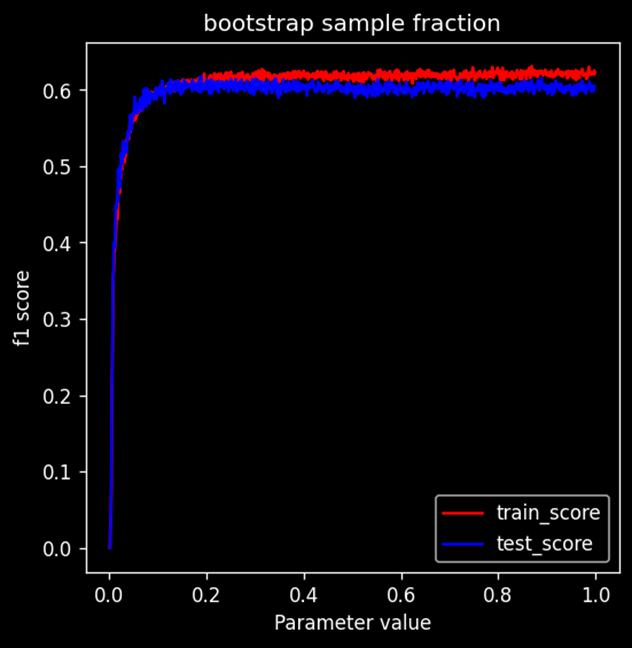 bootstrap sample fraction
f1 score
0.6
0.5
0.4
0.3
0.2
0.1
0.0
train_score
test_score
0.0 0.2 0.4 0.6 0.8 1.0
Parameter value